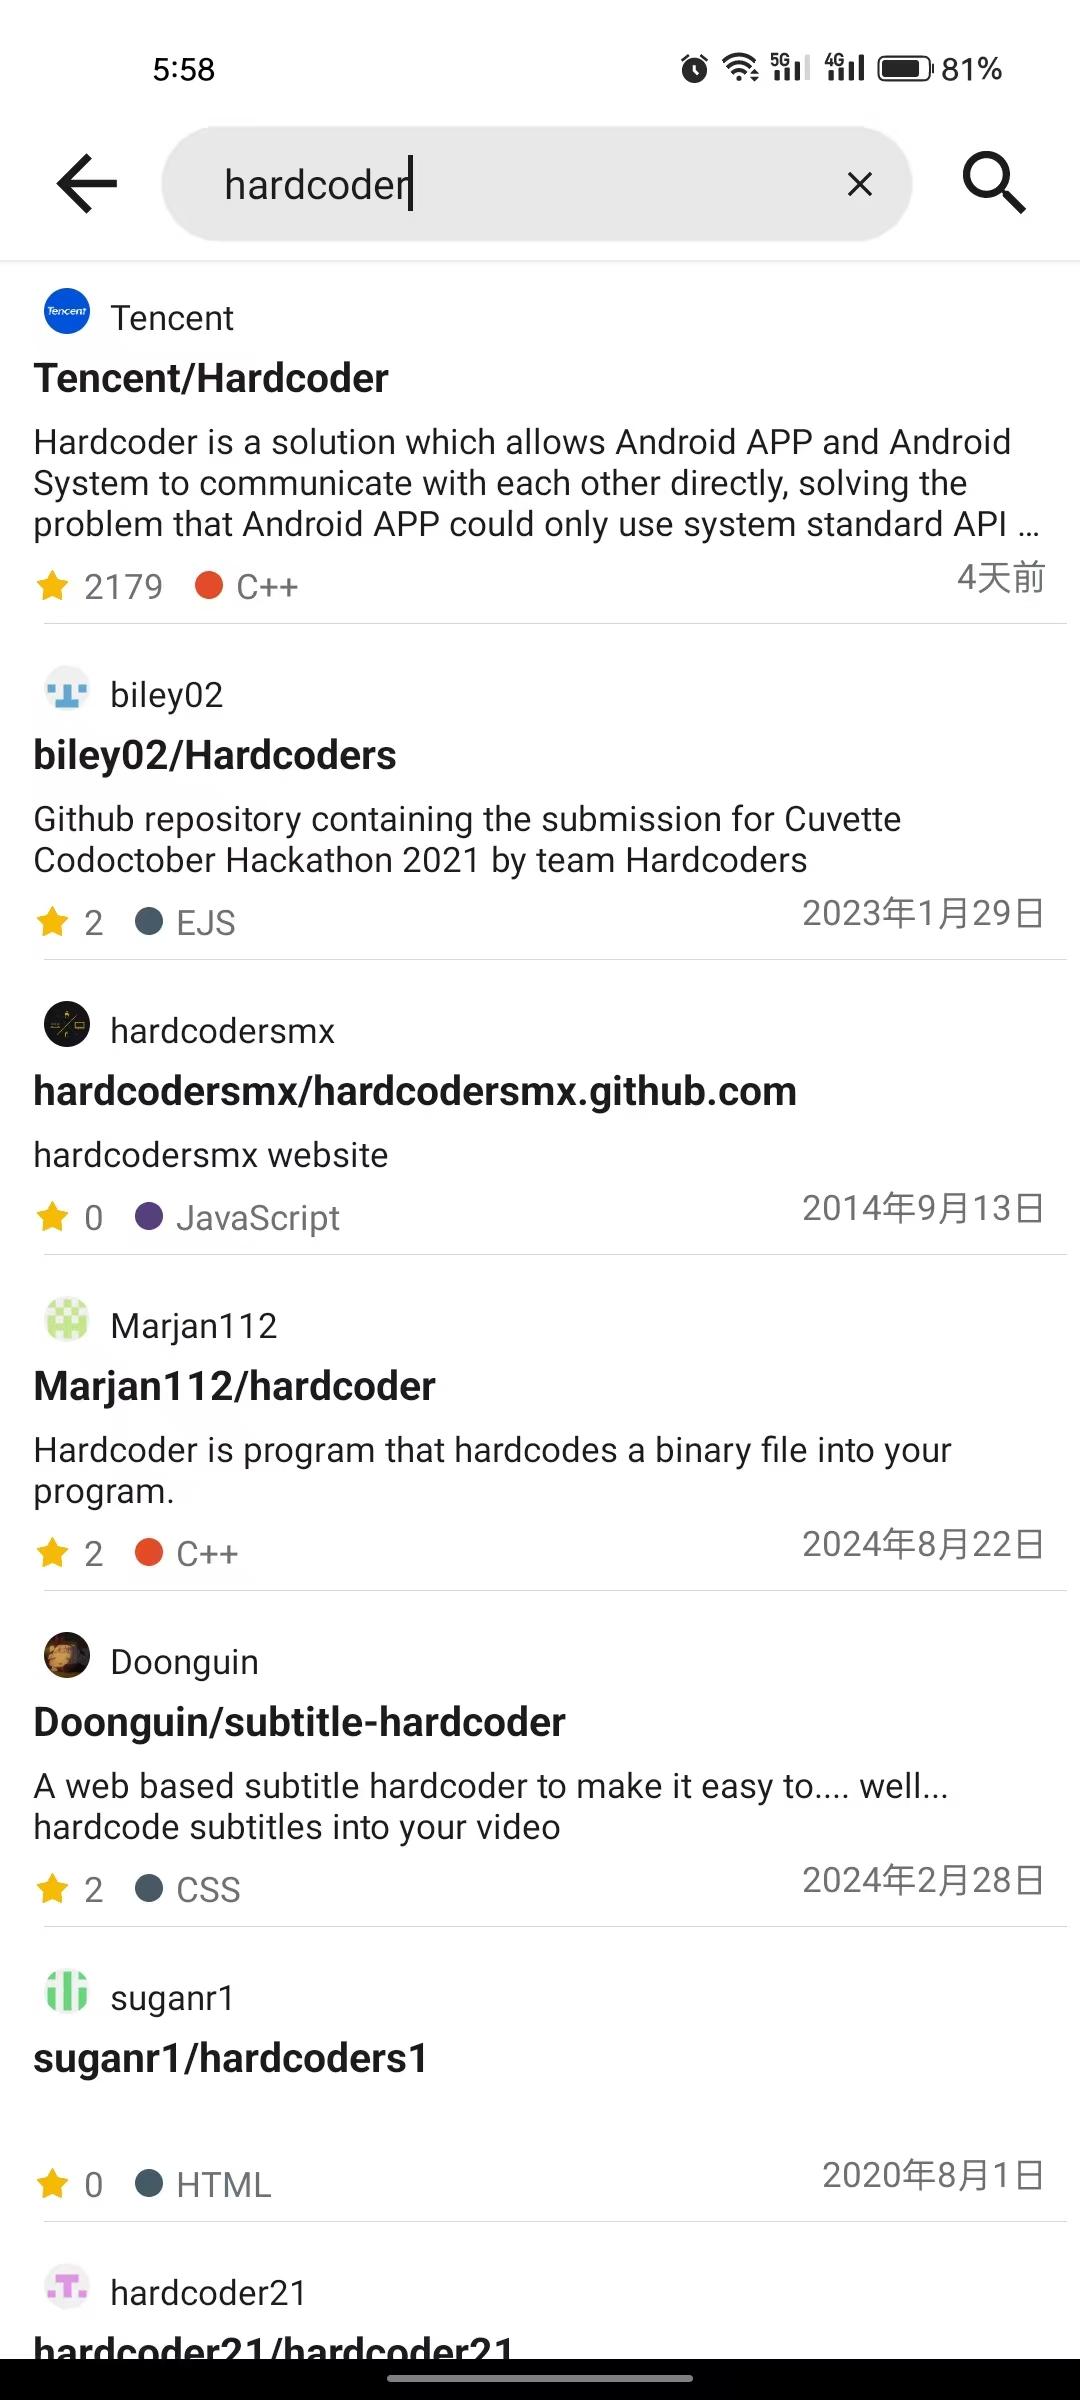 5:58
5G 4G 81%
hardcoder
Tencent Tencent
Tencent/Hardcoder
Hardcoder is a solution which allows Android APP and Android
System to communicate with each other directly, solving the
problem that Android APP could only use system standard API ...
2179 C++ 4天前
biley02
biley02/Hardcoders
Github repository containing the submission for Cuvette
Codoctober Hackathon 2021 by team Hardcoders
2 EJS 2023年1月29日
hardcodersmx
hardcodersmx/hardcodersmx.github.com
hardcodersmx website
0 JavaScript 2014年9月13日
Marjan112
Marjan112/hardcoder
Hardcoder is program that hardcodes a binary file into your
program.
2 C++ 2024年8月22日
Doonguin
Doonguin/subtitle-hardcoder
A web based subtitle hardcoder to make it easy to.... well...
hardcode subtitles into your video
2 CSS 2024年2月28日
suganr1
suganr1/hardcoders1
0 HTML 2020年8月1日
hardcoder21
hardcoder21/hardcoder21